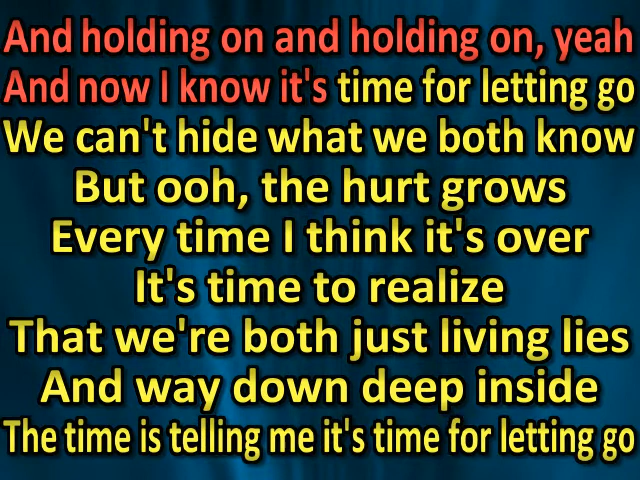 And holding on and holding on, yeah
And now I know it's time for letting go
We can't hide what we both know
But ooh, the hurt grows
Every time I think it's over
It's time to realize
That we're both just living lies
And way down deep inside
The time is telling me it's time for letting go